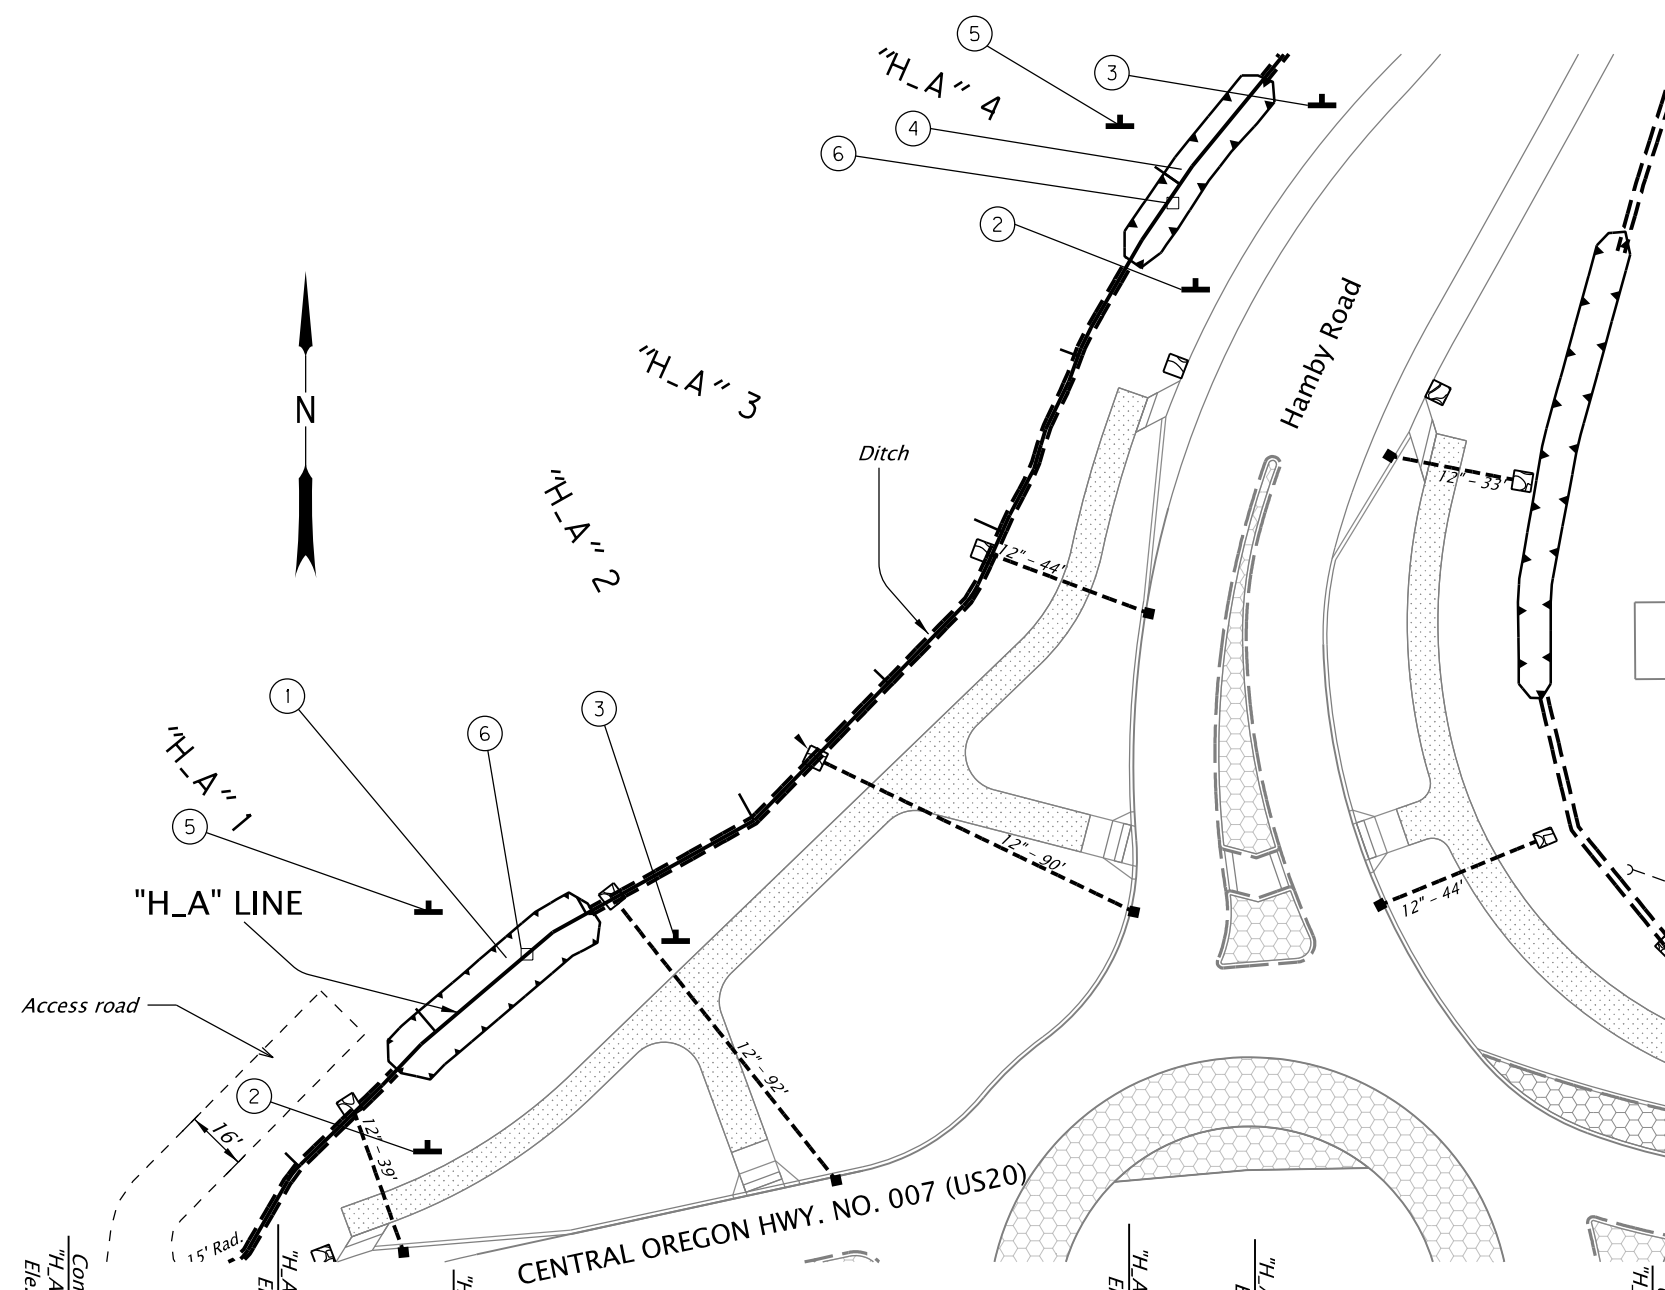 5
"H_A" 4
3
4
6
2
N
Hamby Road
"H_A" 3
Ditch
"H_A" 2
12" - 33'
12" - 44'
1
6
3
"H_A" 1
5
12" - 90'
"H_A" LINE
12" - 44'
Access road
12" - 92'
2
16'
12" - 39'
CENTRAL OREGON HWY. NO. 007 (US20)
15' Rad.